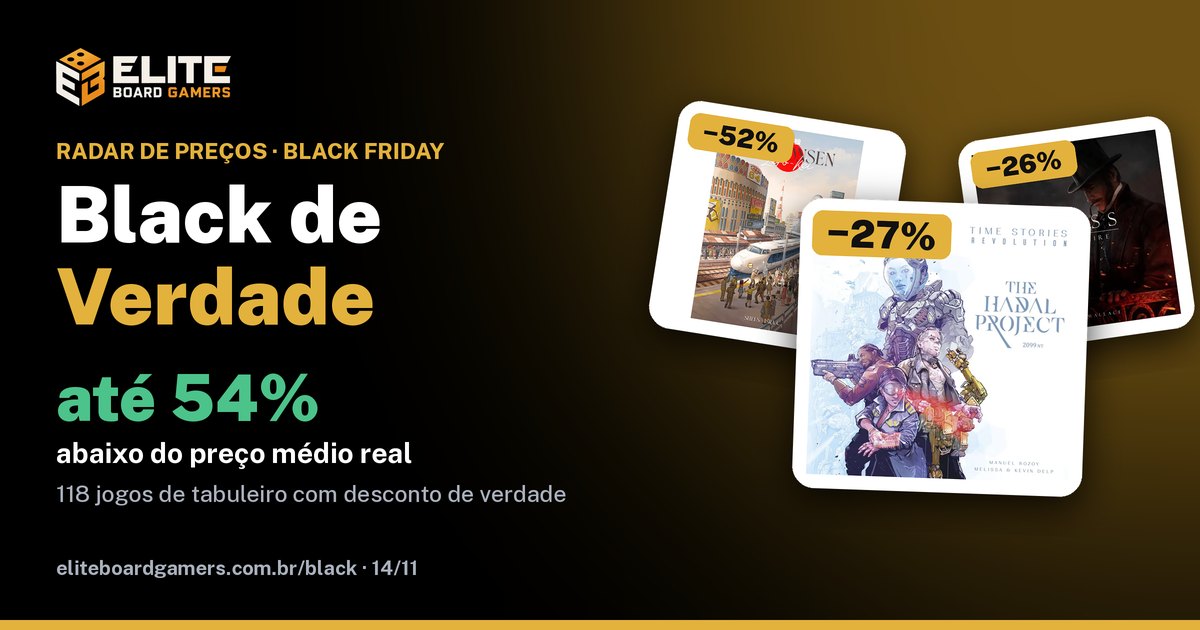 ELITE
BOARD GAMERS
RADAR DE PREÇOS · BLACK FRIDAY
Black de
Verdade
até 54%
abaixo do preço médio real
118 jogos de tabuleiro com desconto de verdade
eliteboardgamers.com.br/black · 14/11
−52%
−27%
TIME STORIES
REVOLUTION
THE
HADAL
PROJECT
2099 NT
MANUEL ROZOY
MELISSA & KEVIN DELP
−26%